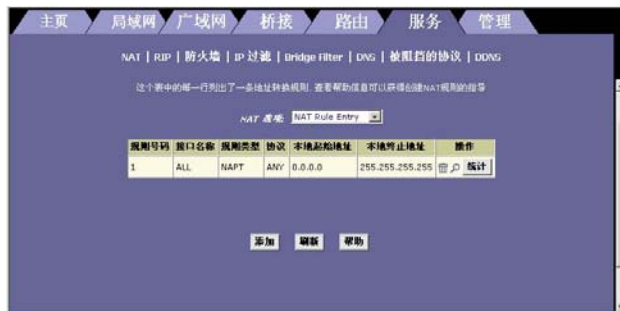 主页 局域网 广域网 桥接 路由 服务 管理
NAT | RIP | 防火墙 | IP 过滤 | Bridge Filter | DNS | 被阻挡的协议 | DDNS
这个表中的每一行列出了一条地址转换规则. 查看帮助信息可以获得创建NAT规则的指导
NAT 选项: NAT Rule Entry
规则号码 接口名称 规则类型 协议 本地起始地址 本地终止地址 操作
1 ALL NAPT ANY 0.0.0.0 255.255.255.255 统计
添加 刷新 帮助